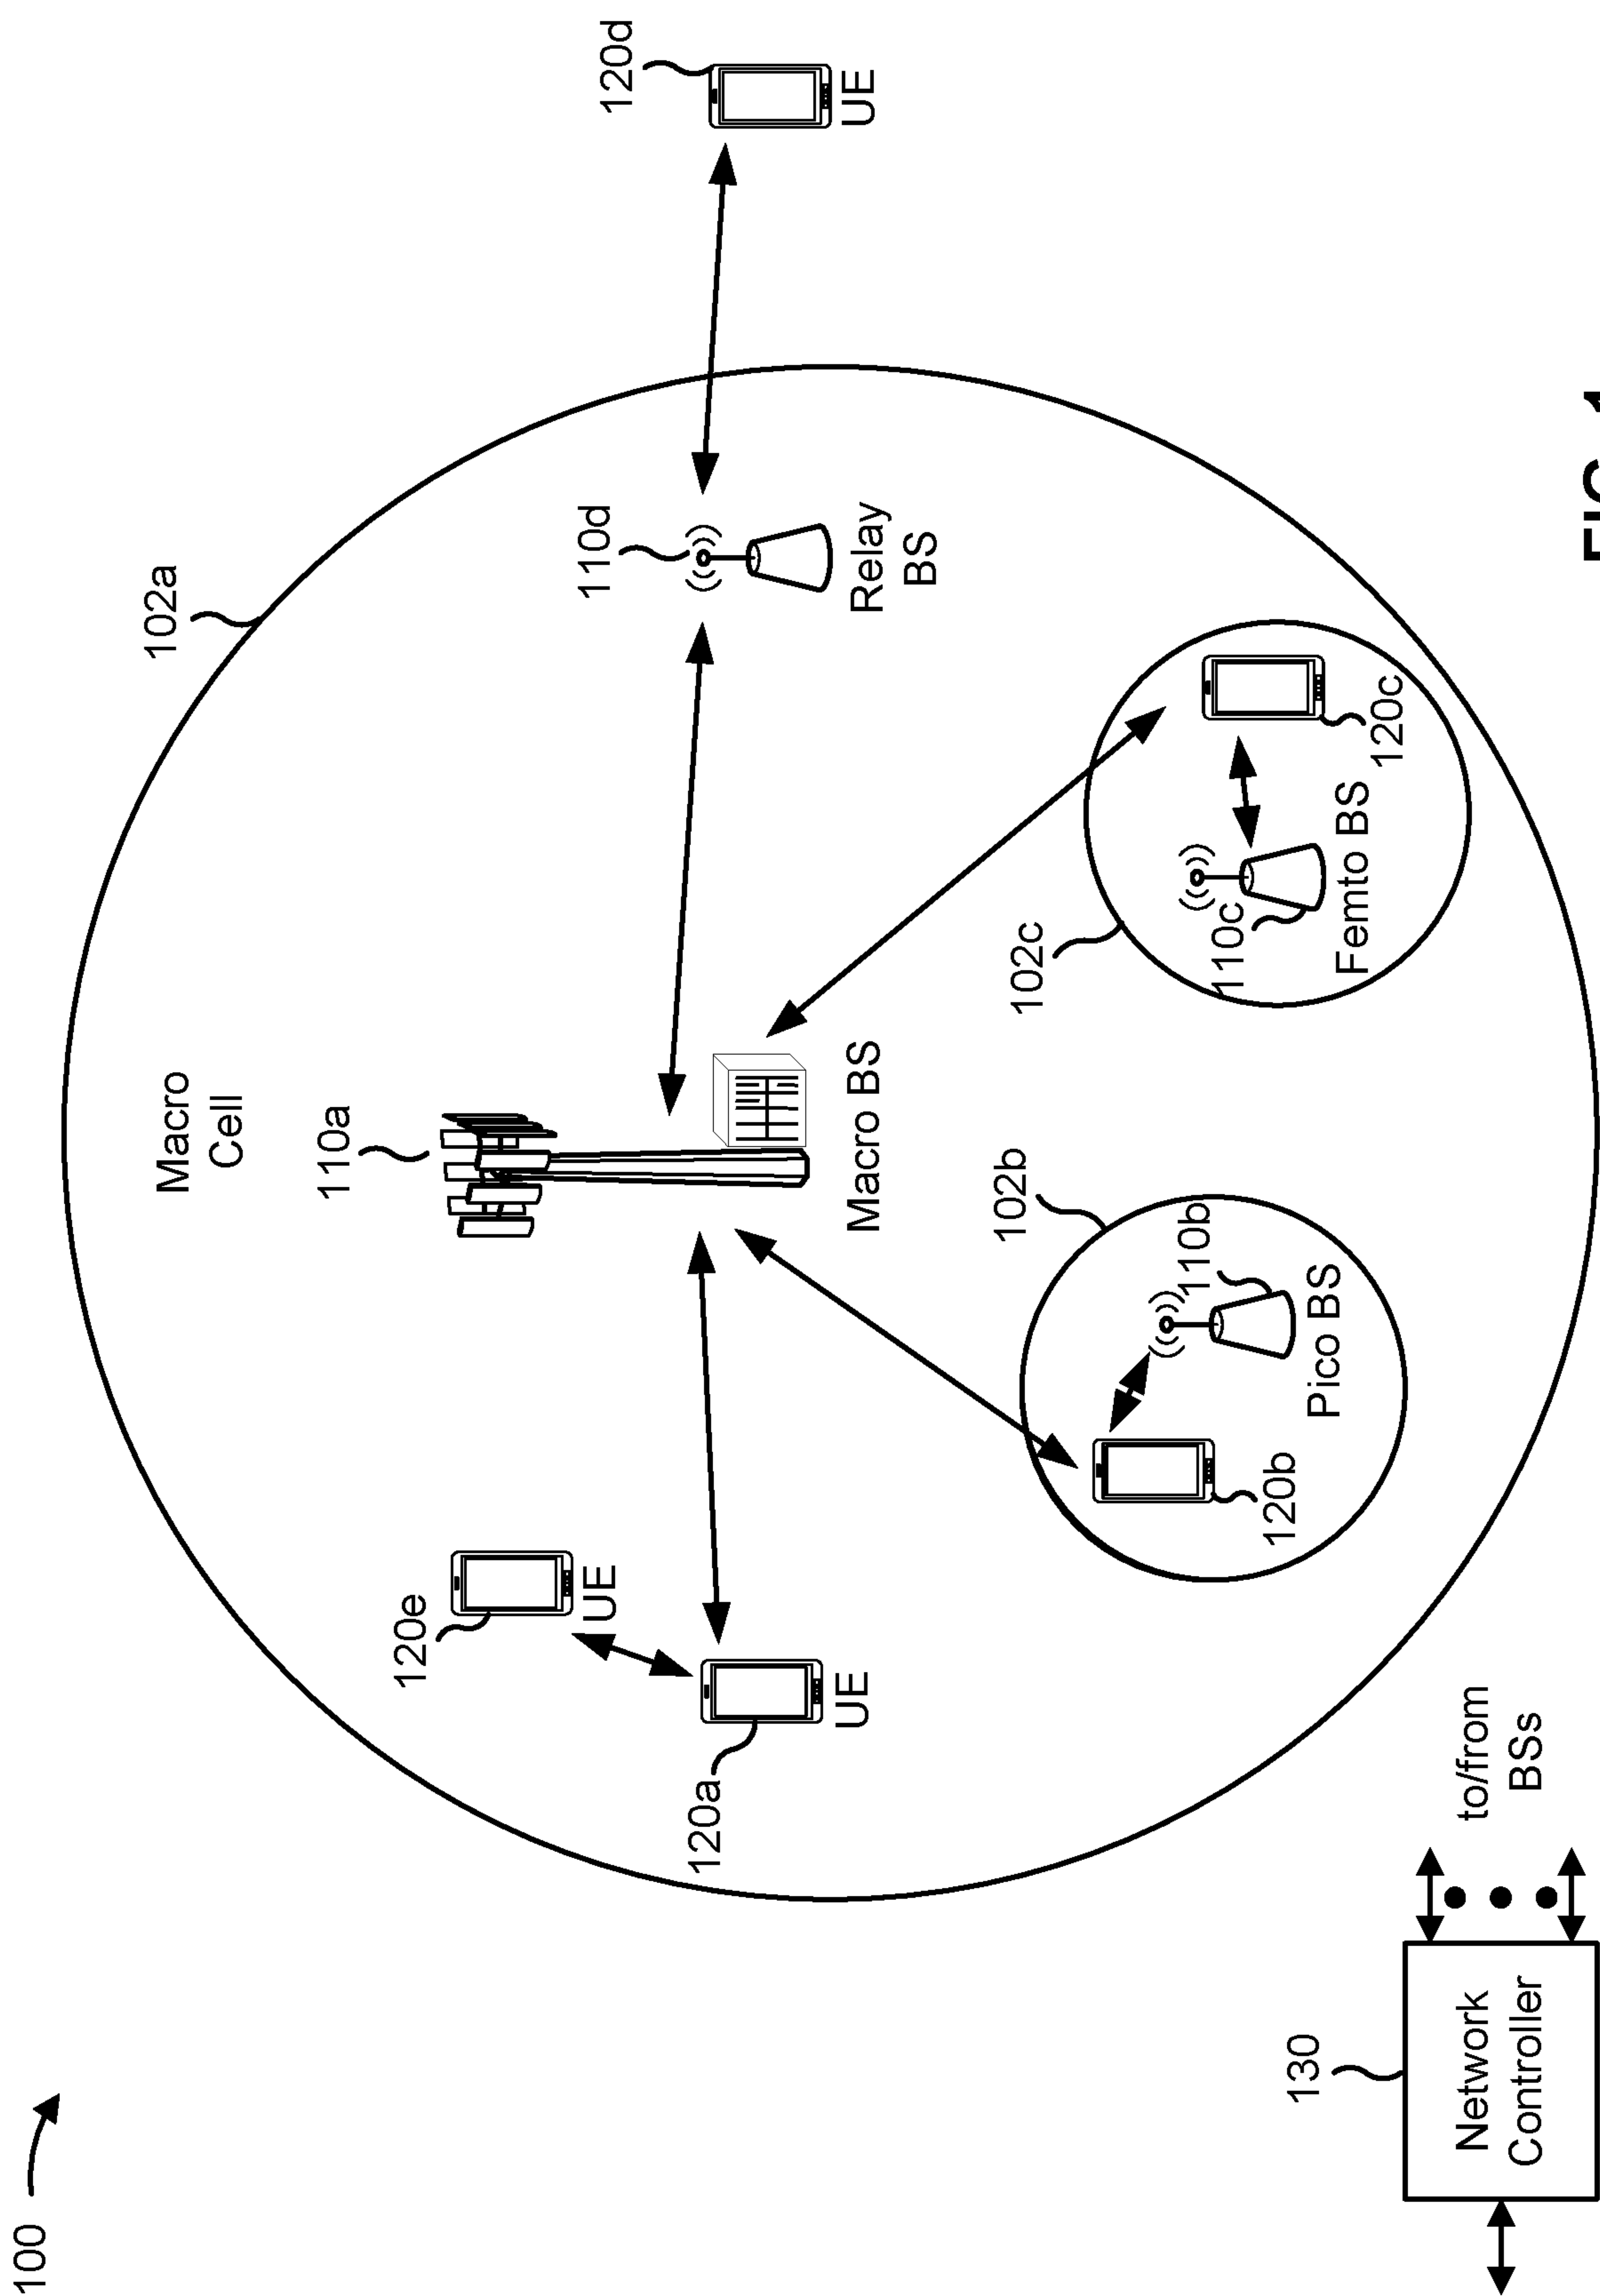 100
Macro
Cell
102a
110a
120e
UE
110d
120d
UE
120a
UE
Macro BS
Relay
BS
102b
102c
110b
110c
120b
Pico BS
Femto BS
120c
130
Network
Controller
to/from
BSs